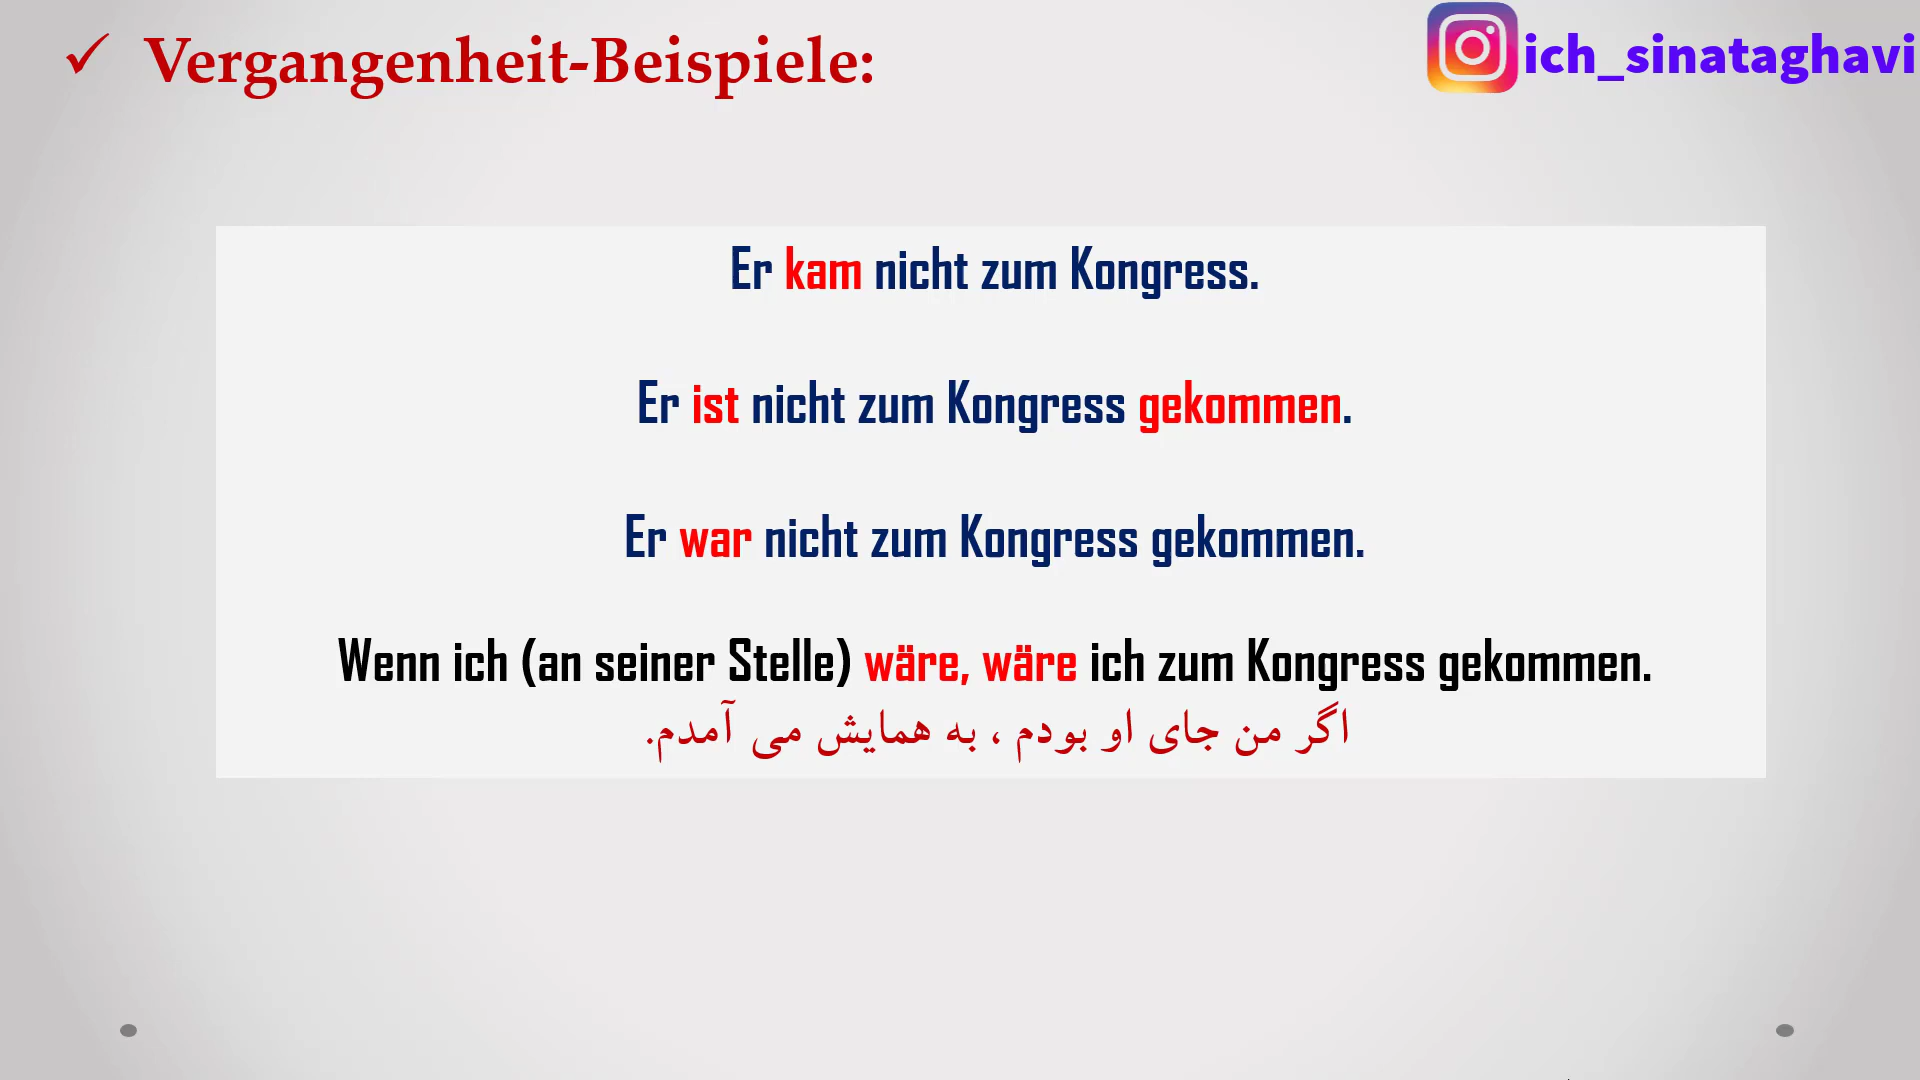 ✓ Vergangenheit-Beispiele:
ich_sinataghavi
Er kam nicht zum Kongress.
Er ist nicht zum Kongress gekommen.
Er war nicht zum Kongress gekommen.
Wenn ich (an seiner Stelle) wäre, wäre ich zum Kongress gekommen.
اگر من جای او بودم ، به همایش می آمدم.